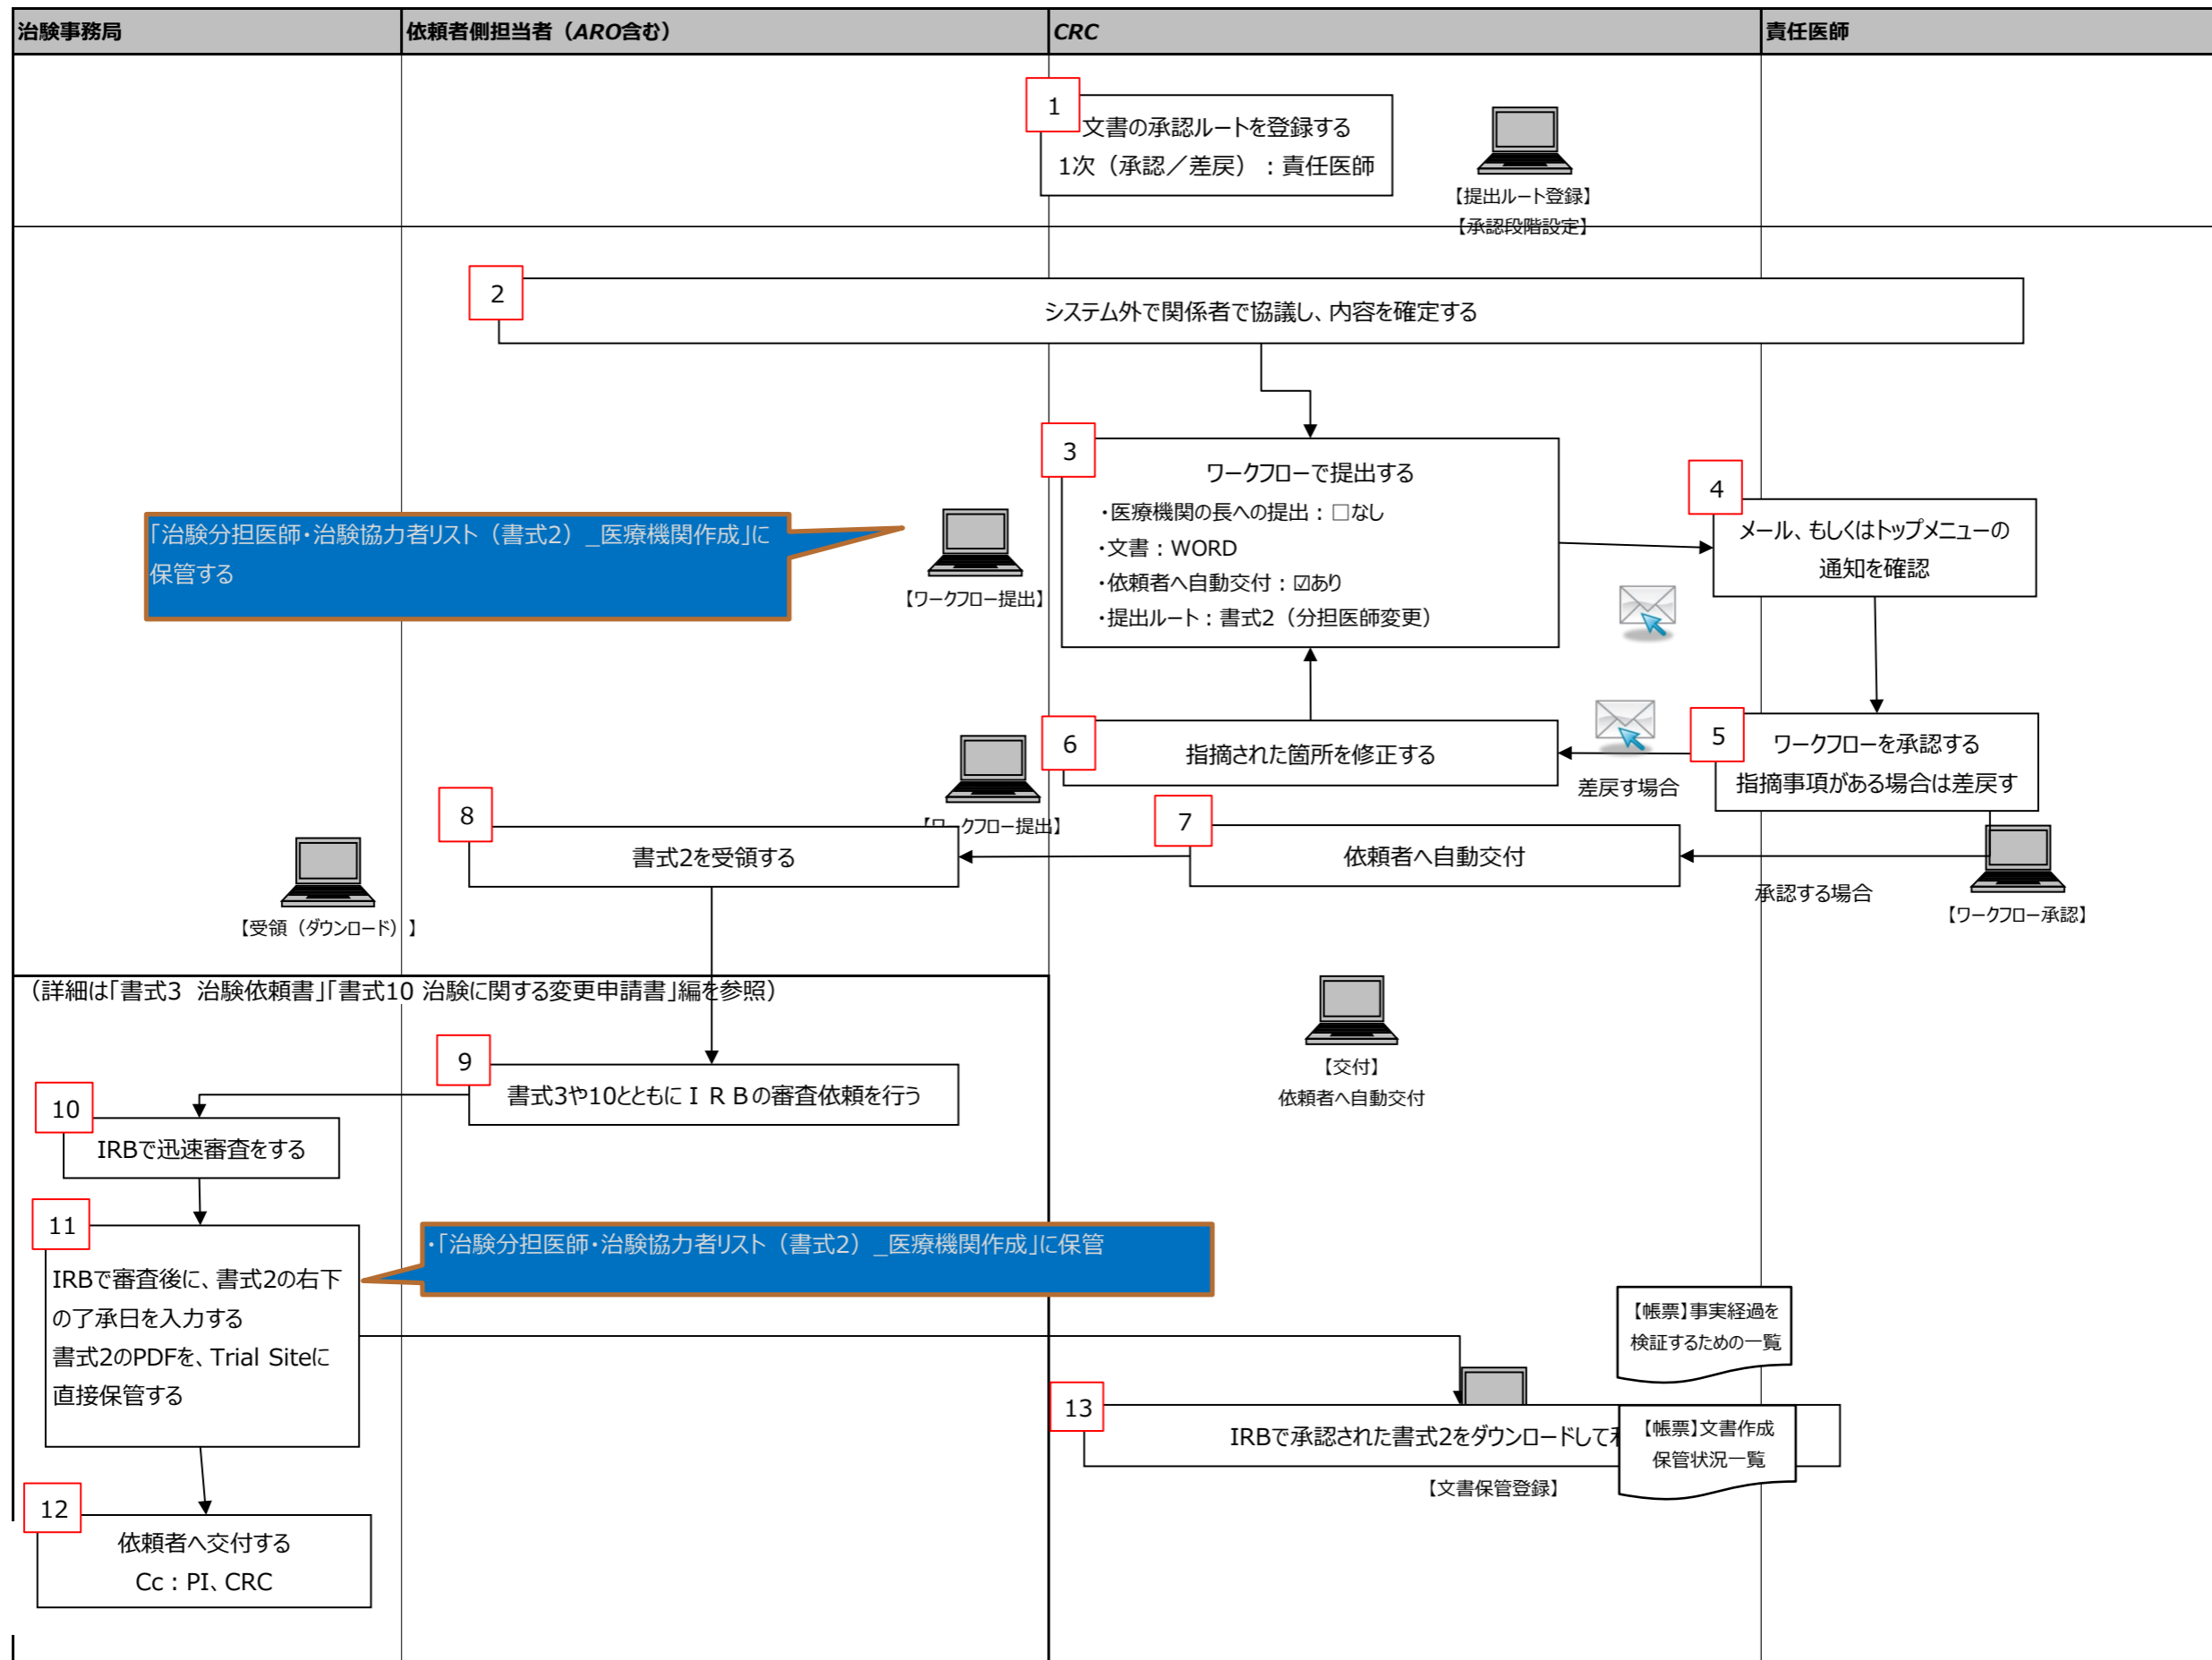 治験事務局
依頼者側担当者（ARO含む）
CRC
責任医師
1
文書の承認ルートを登録する
1次（承認／差戻）：責任医師
【提出ルート登録】
【承認段階設定】
2
システム外で関係者で協議し、内容を確定する
3
ワークフローで提出する
・医療機関の長への提出：□なし
・文書：WORD
・依頼者へ自動交付：☑あり
・提出ルート：書式2（分担医師変更）
「治験分担医師・治験協力者リスト（書式2）_医療機関作成」に
保管する
【ワークフロー提出】
4
メール、もしくはトップメニューの
通知を確認
5
ワークフローを承認する
指摘事項がある場合は差戻す
差戻す場合
6
指摘された箇所を修正する
【ワークフロー提出】
7
依頼者へ自動交付
承認する場合
【ワークフロー承認】
8
書式2を受領する
【受領（ダウンロード）】
（詳細は「書式3 治験依頼書」「書式10 治験に関する変更申請書」編を参照）
【交付】
依頼者へ自動交付
9
書式3や10とともにＩＲＢの審査依頼を行う
10
IRBで迅速審査をする
11
IRBで審査後に、書式2の右下
の了承日を入力する
書式2のPDFを、Trial Siteに
直接保管する
・「治験分担医師・治験協力者リスト（書式2）_医療機関作成」に保管
【帳票】事実経過を
検証するための一覧
13
IRBで承認された書式2をダウンロードして
【帳票】文書作成
保管状況一覧
【文書保管登録】
12
依頼者へ交付する
Cc：PI、CRC